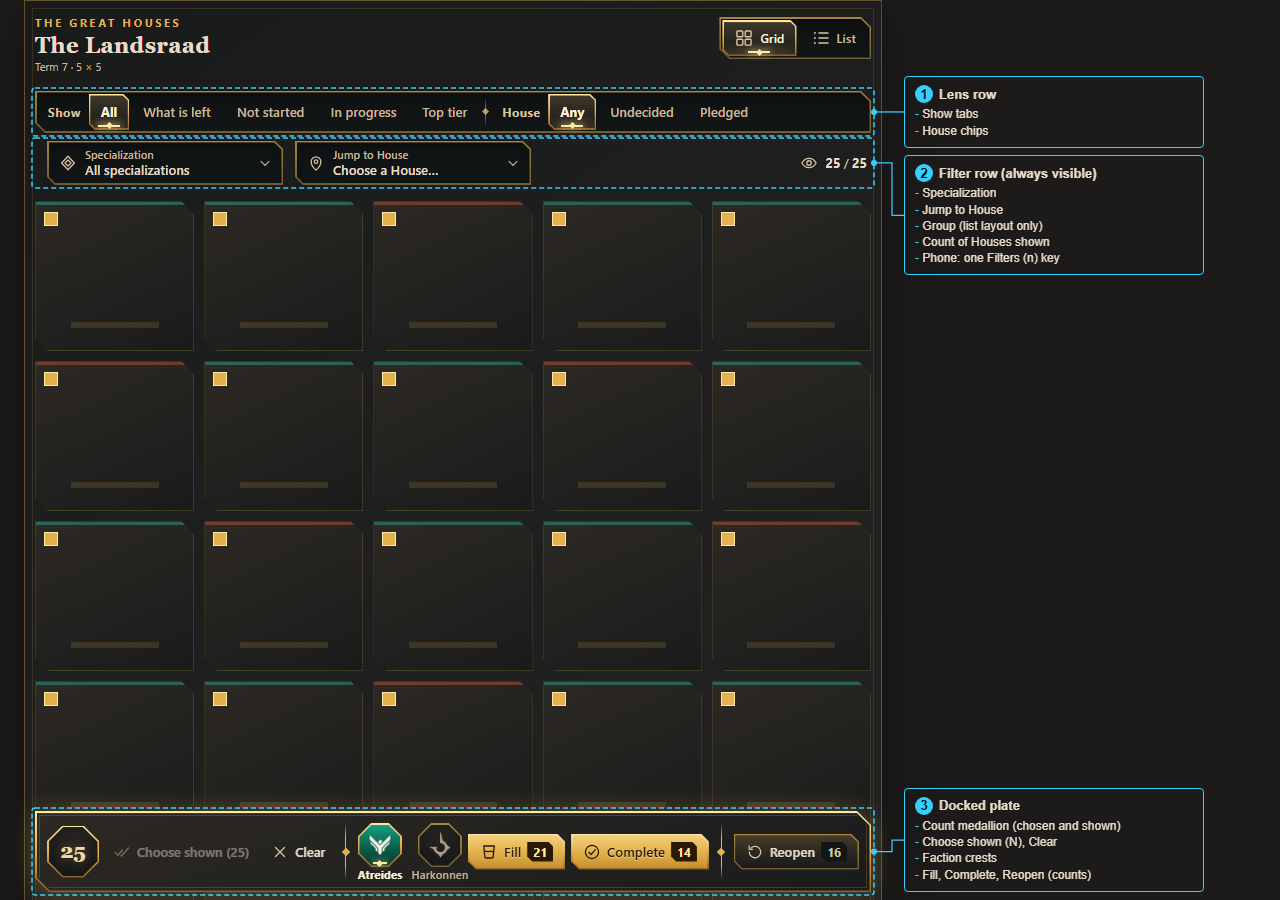 THE GREAT HOUSES
The Landsraad
Term 7 · 5 × 5
Grid
List
Show All What is left Not started In progress Top tier House Any Undecided Pledged
Specialization
All specializations
Jump to House
Choose a House...
25 / 25
1 Lens row
- Show tabs
- House chips
2 Filter row (always visible)
- Specialization
- Jump to House
- Group (list layout only)
- Count of Houses shown
- Phone: one Filters (n) key
25 Choose shown (25) Clear
Atreides Harkonnen
Fill 21 Complete 14 Reopen 16
3 Docked plate
- Count medallion (chosen and shown)
- Choose shown (N), Clear
- Faction crests
- Fill, Complete, Reopen (counts)